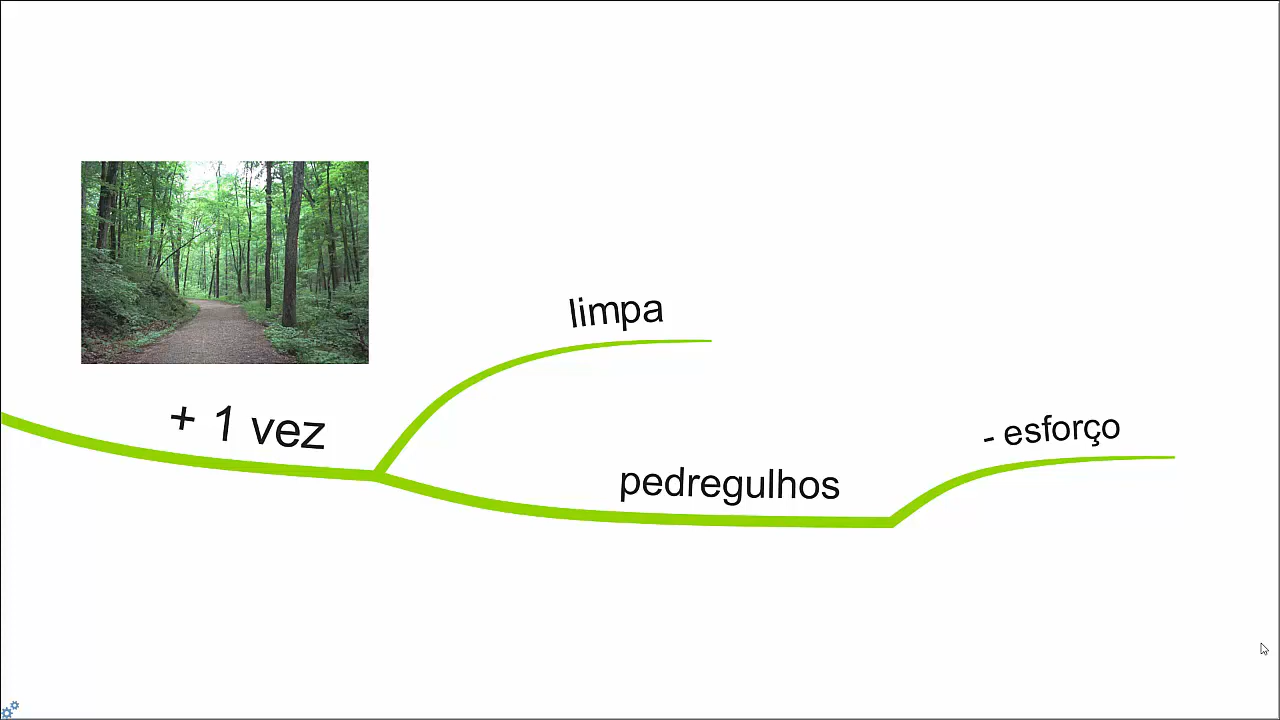 limpa
+ 1 vez
- esforço
pedregulhos